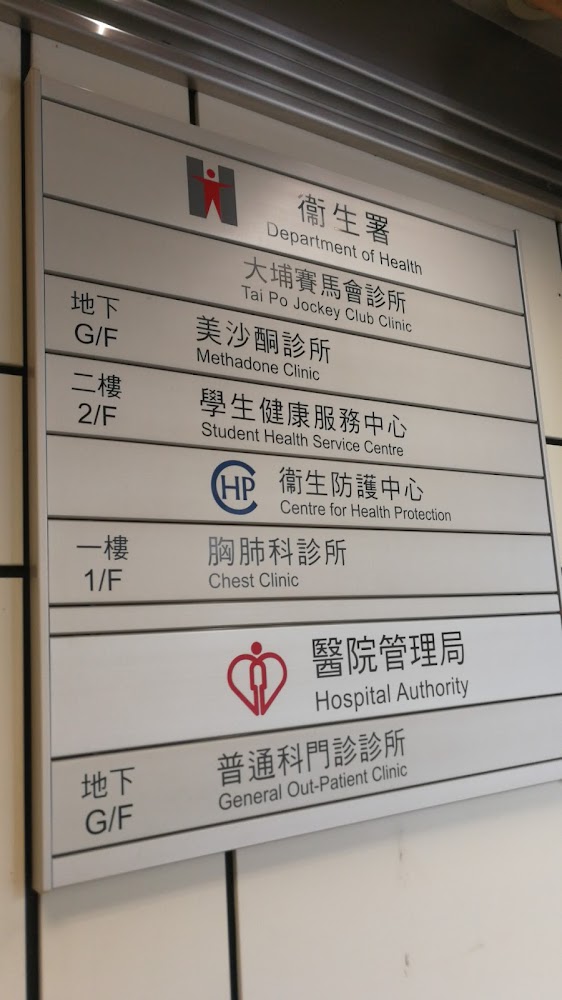 衞生署
Department of Health
大埔賽馬會診所
Tai Po Jockey Club Clinic
地下 美沙酮診所
G/F Methadone Clinic
二樓 學生健康服務中心
2/F Student Health Service Centre
CHP 衞生防護中心
Centre for Health Protection
一樓 胸肺科診所
1/F Chest Clinic
醫院管理局
Hospital Authority
地下 普通科門診診所
G/F General Out-Patient Clinic